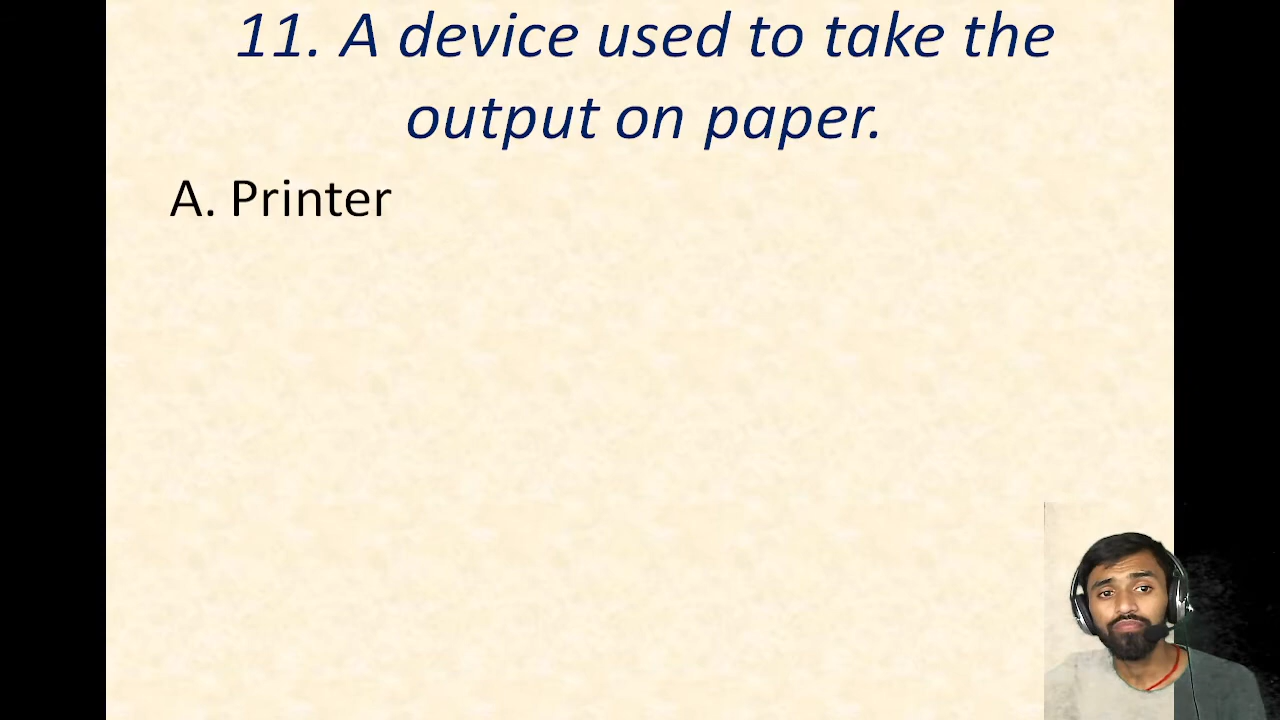 11. A device used to take the
output on paper.
A. Printer